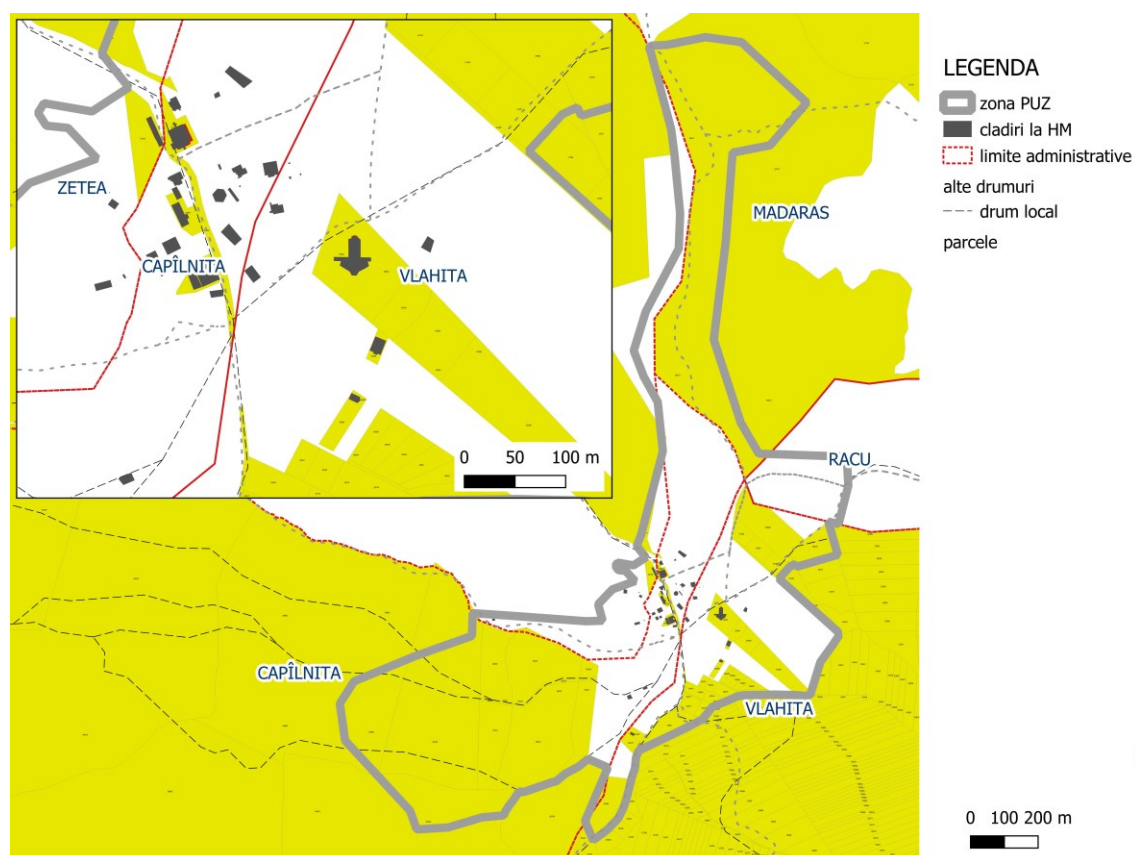 ZETEA
CAPÎLNITA
VLAHITA
0 50 100 m
MADARAS
RACU
CAPÎLNITA
VLAHITA
LEGENDA
zona PUZ
cladiri la HM
limite administrative
alte drumuri
drum local
parcele
0 100 200 m